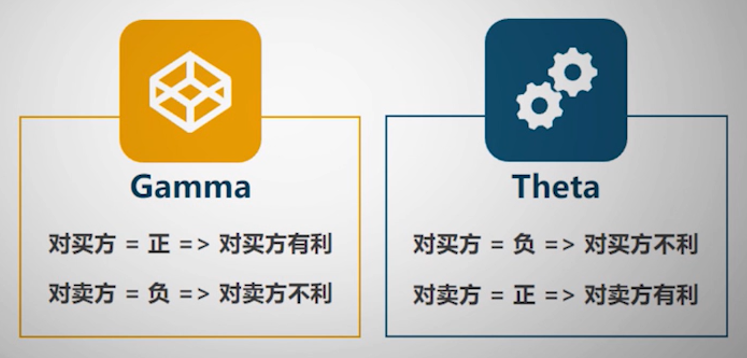 Gamma
对买方 = 正 => 对买方有利
对卖方 = 负 => 对卖方不利
Theta
对买方 = 负 => 对买方不利
对卖方 = 正 => 对卖方有利